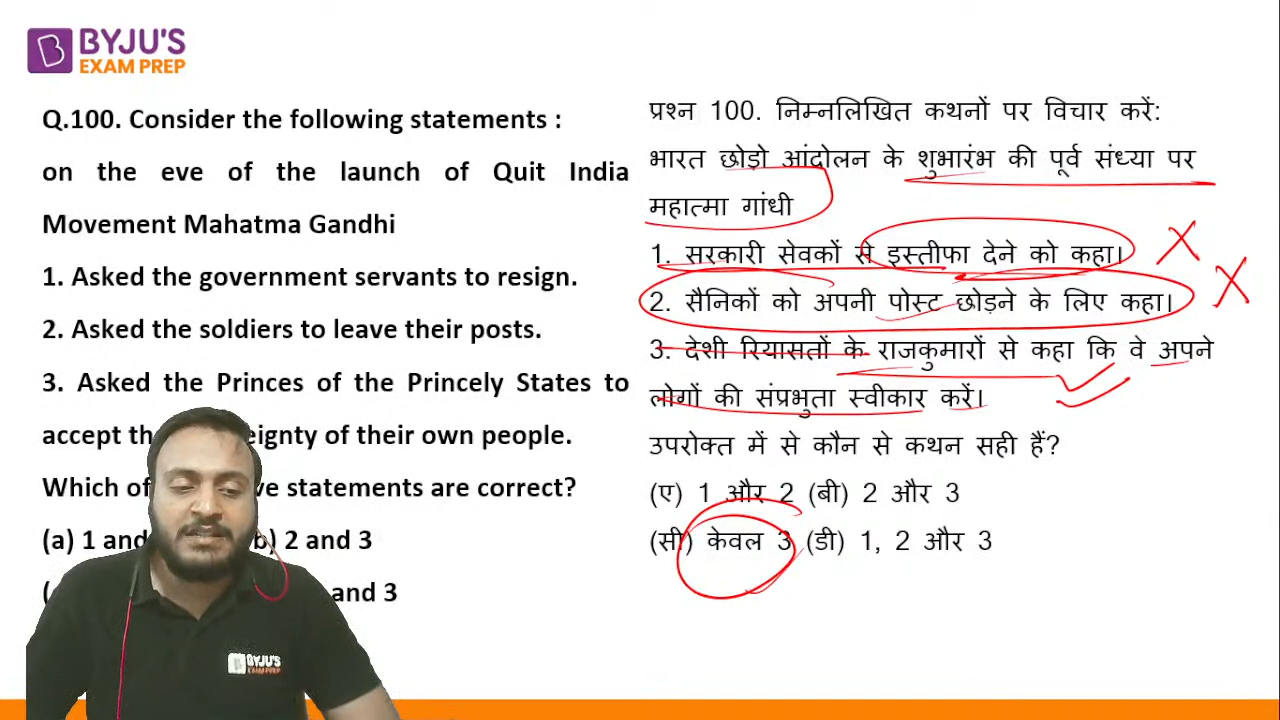 BYJU'S
EXAM PREP
Q.100. Consider the following statements :
on the eve of the launch of Quit India
Movement Mahatma Gandhi
1. Asked the government servants to resign.
2. Asked the soldiers to leave their posts.
3. Asked the Princes of the Princely States to
accept of their own people.
Which statements are correct?
(a) 1 and 2 and 3
and 3
प्रश्न 100. निम्नलिखित कथनों पर विचार करें:
भारत छोड़ो आंदोलन के शुभारंभ की पूर्व संध्या पर
महात्मा गांधी
1. सरकारी सेवकों से इस्तीफा देने को कहा।
2. सैनिकों को अपनी पोस्ट छोड़ने के लिए कहा।
3. देशी रियासतों के राजकुमारों से कहा कि वे अपने
लोगों की संप्रभुता स्वीकार करें।
उपरोक्त में से कौन से कथन सही हैं?
(ए) 1 और 2 (बी) 2 और 3
(सी) केवल 3 (डी) 1, 2 और 3
BYJU'S
EXAM PREP